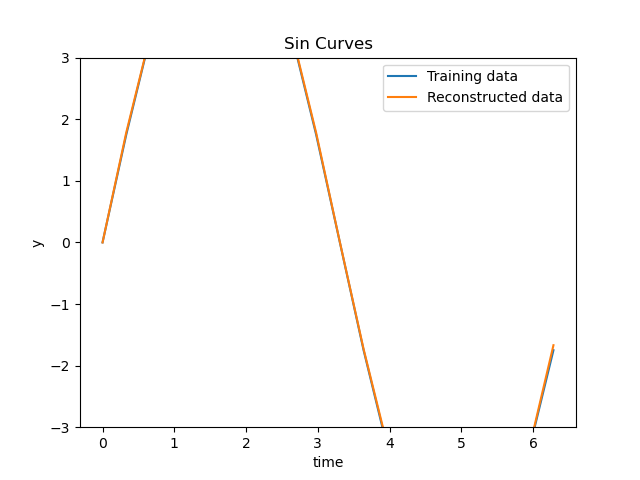 Sin Curves
Training data
Reconstructed data
3
2
1
0
−1
−2
−3
y
0 1 2 3 4 5 6
time